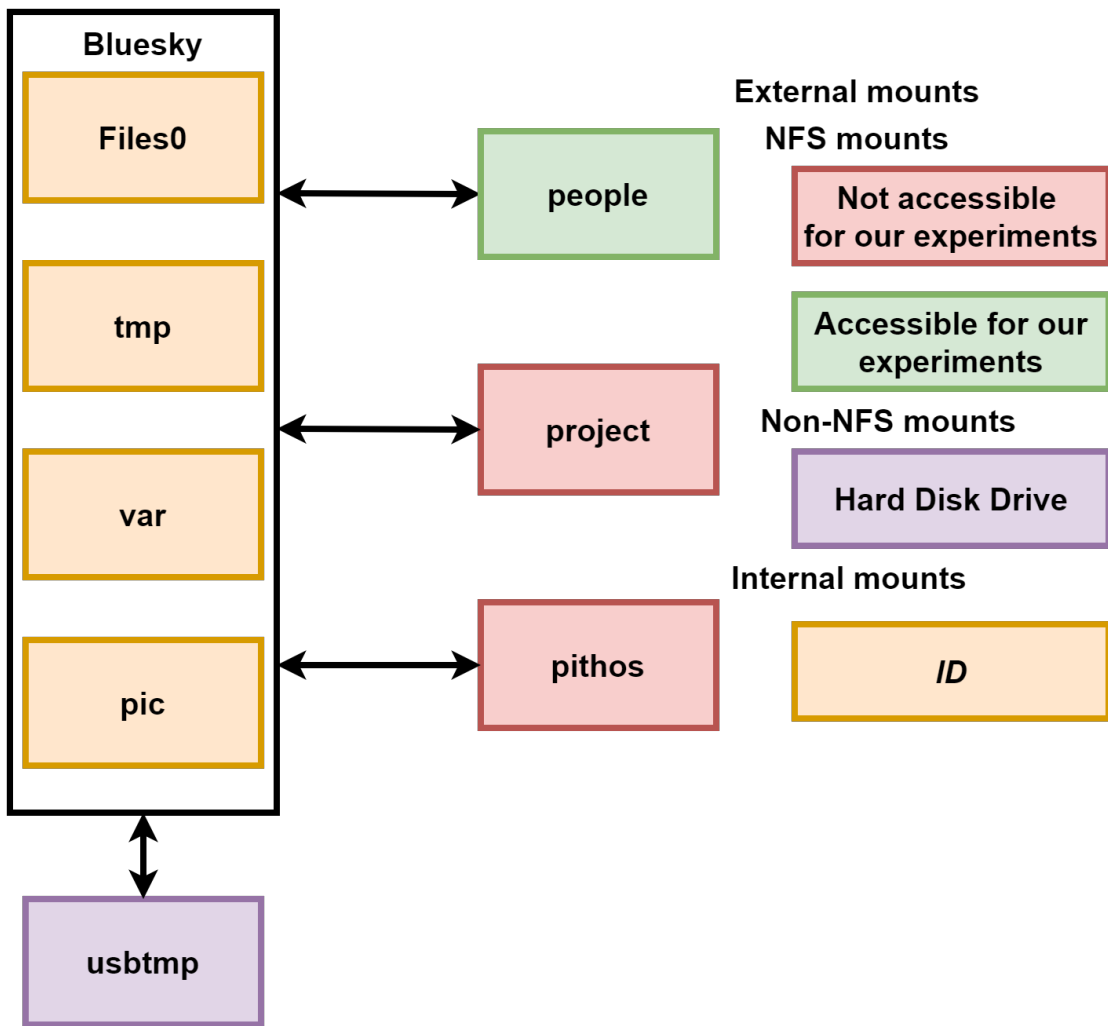 Bluesky
Files0
tmp
var
pic
usbtmp
people
project
pithos
External mounts
NFS mounts
Not accessible
for our experiments
Accessible for our
experiments
Non-NFS mounts
Hard Disk Drive
Internal mounts
ID